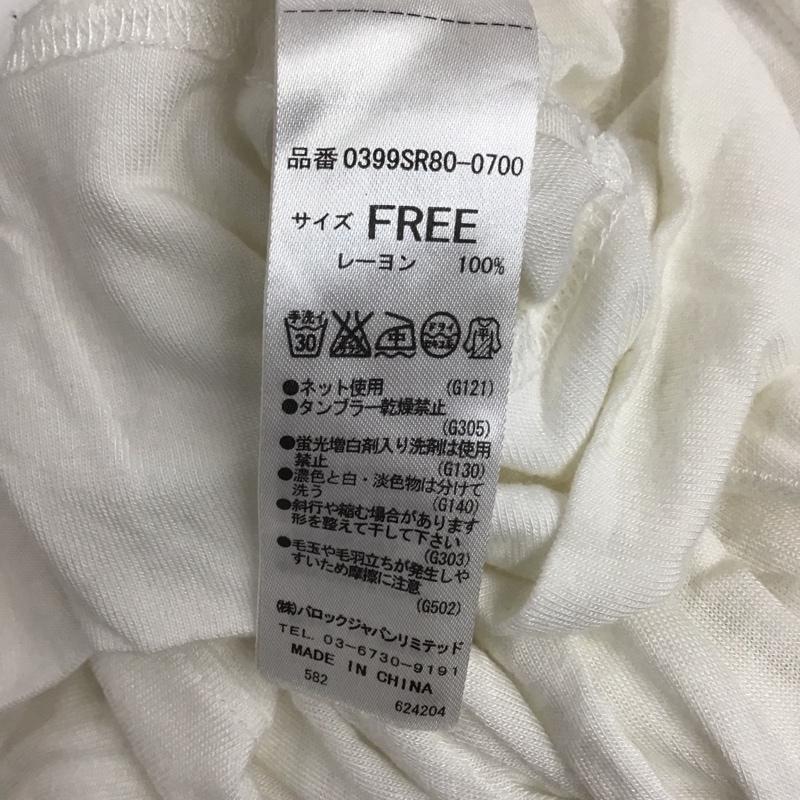 品番 0399SR80-0700
サイズ FREE
レーヨン 100%
手洗イ
30
中
ドライ
平
●ネット使用 (G121)
●タンブラー乾燥禁止
(G305)
●蛍光増白剤入り洗剤は使用
禁止 (G130)
●濃色と白・淡色物は分けて
洗う (G140)
●斜行や縮む場合があります
形を整えて干して下さい
(G303)
●毛玉や毛羽立ちが発生しや
すいため摩擦に注意
(G502)
(株)バロックジャパンリミテッド
TEL. 03-6730-9191
MADE IN CHINA
582 624204